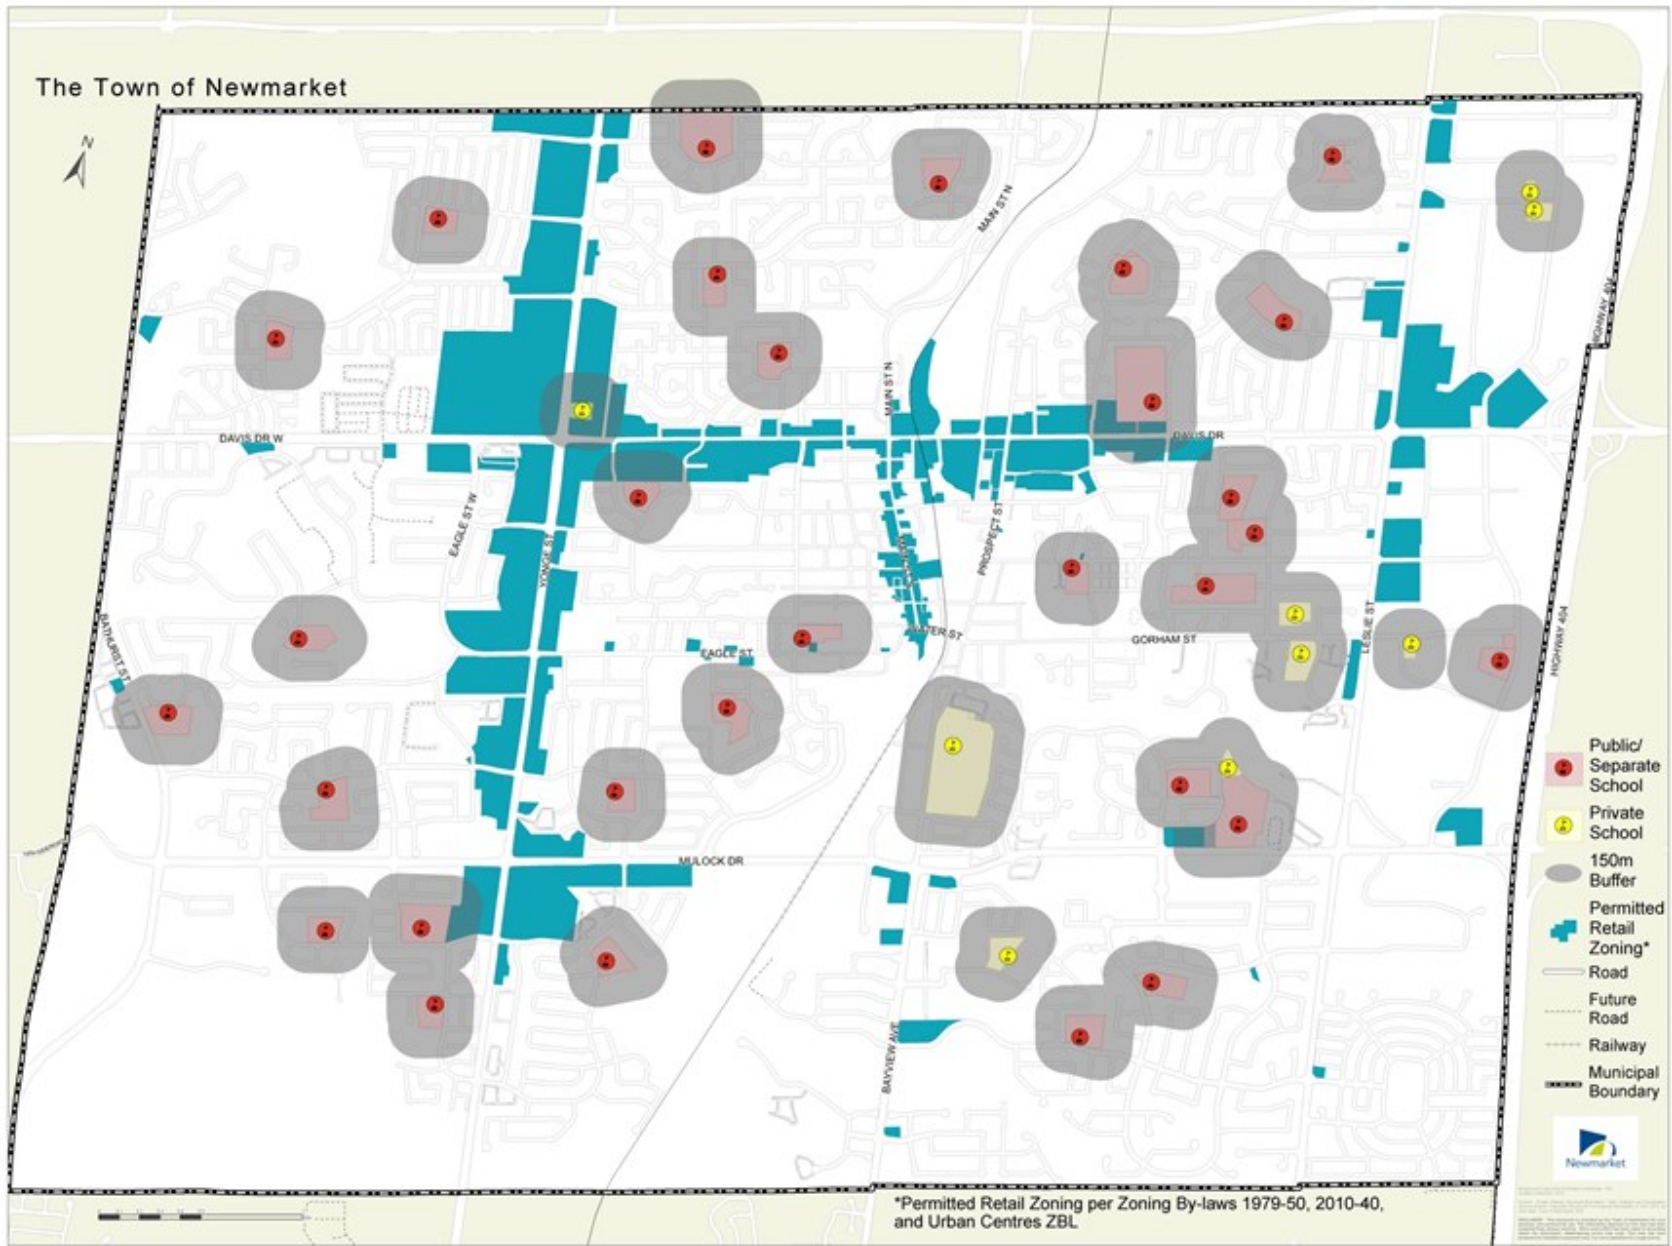 The Town of Newmarket
N
MAIN ST N
HIGHWAY 404
MAIN ST N
DAVIS DR W
DAVIS DR
EAGLE ST W
YONGE ST
PROSPECT ST
BATHURST ST
WATER ST
GORHAM ST
LESLIE ST
HIGHWAY 404
EAGLE ST
MULOCK DR
BAYVIEW AVE
Public/
Separate
School
Private
School
150m
Buffer
Permitted
Retail
Zoning*
Road
Future
Road
Railway
Municipal
Boundary
Newmarket
*Permitted Retail Zoning per Zoning By-laws 1979-50, 2010-40,
and Urban Centres ZBL